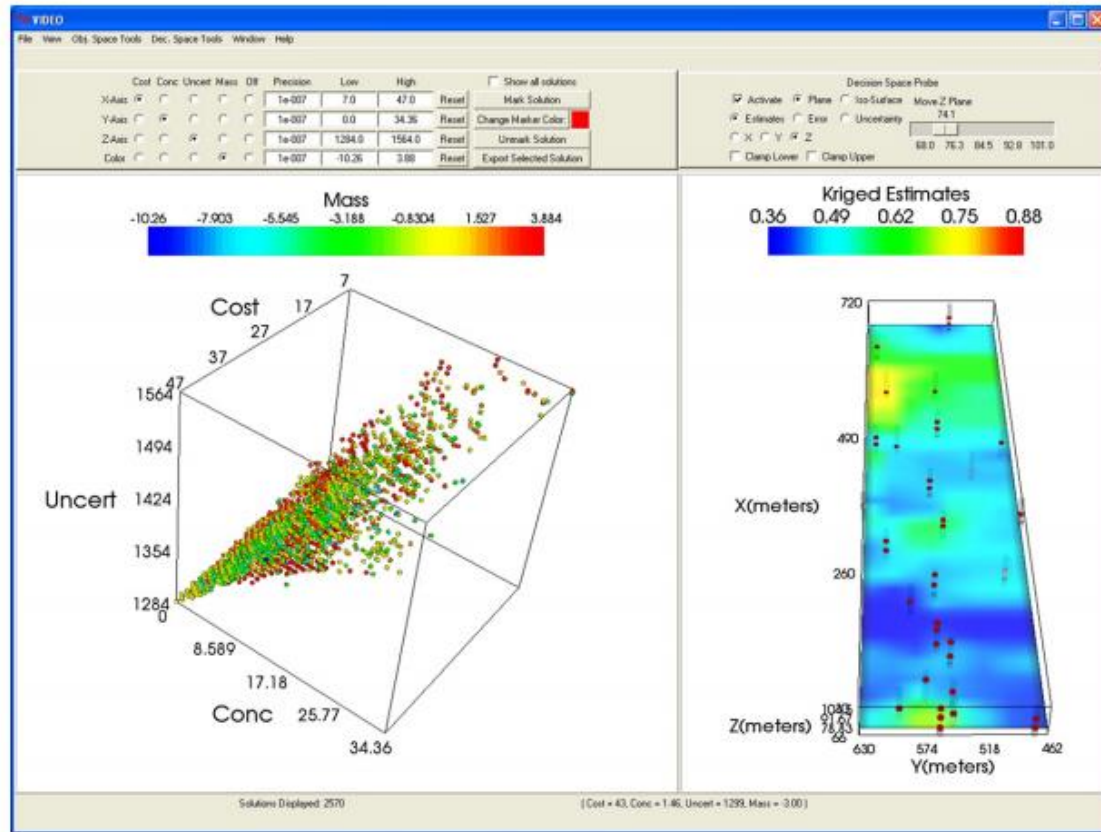 VIDEO
File View Obj. Space Tools Dec. Space Tools Window Help
Cost Conc Uncert Mass Off Precision Low High Show all solutions
X-Axis 1e-007 7.0 47.0 Reset Mark Solution
Y-Axis 1e-007 0.0 34.36 Reset Change Marker Color:
Z-Axis 1e-007 1284.0 1564.0 Reset Unmark Solution
Color 1e-007 -10.26 3.88 Reset Export Selected Solution
Decision Space Probe
Activate Plane Iso-Surface Move Z Plane
74.1
Estimates Error Uncertainty
X Y Z
68.0 76.3 84.5 92.8 101.0
Clamp Lower Clamp Upper
Mass
-10.26 -7.903 -5.545 -3.188 -0.8304 1.527 3.884
7
17
Cost
27
37
47
1564
1494
Uncert 1424
1354
1284
0
8.589
17.18
Conc 25.77
34.36
Kriged Estimates
0.36 0.49 0.62 0.75 0.88
720
490
X(meters)
260
Z(meters)
91.67
78.83
66
630 574 518 462
Y(meters)
Solutions Displayed: 2570 ( Cost = 43, Conc = 1.46, Uncert = 1299, Mass = -3.00 )